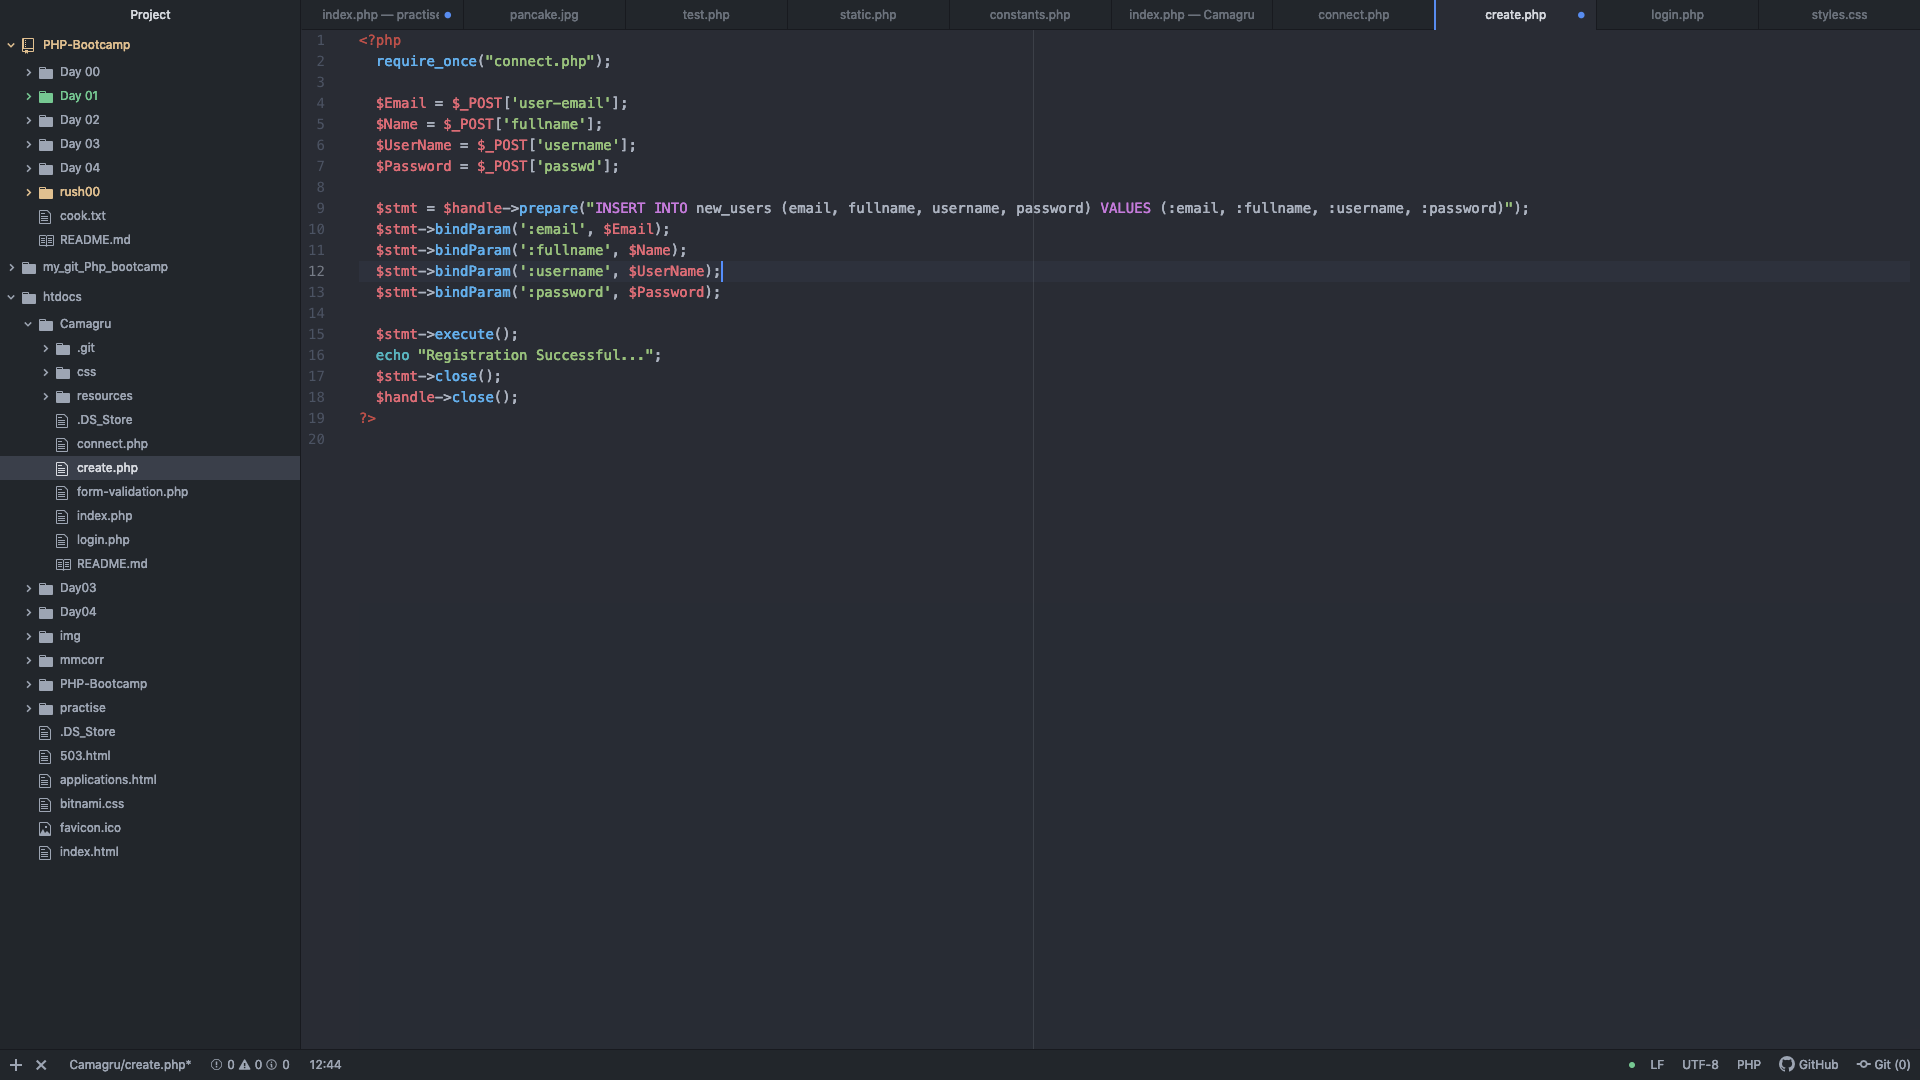 Project
PHP-Bootcamp
Day 00
Day 01
Day 02
Day 03
Day 04
rush00
cook.txt
README.md
my_git_Php_bootcamp
htdocs
Camagru
.git
css
resources
.DS_Store
connect.php
create.php
form-validation.php
index.php
login.php
README.md
Day03
Day04
img
mmcorr
PHP-Bootcamp
practise
.DS_Store
503.html
applications.html
bitnami.css
favicon.ico
index.html
index.php — practise pancake.jpg test.php static.php constants.php index.php — Camagru connect.php create.php login.php styles.css
1 <?php
2 require_once("connect.php");
3
4 $Email = $_POST['user-email'];
5 $Name = $_POST['fullname'];
6 $UserName = $_POST['username'];
7 $Password = $_POST['passwd'];
8
9 $stmt = $handle->prepare("INSERT INTO new_users (email, fullname, username, password) VALUES (:email, :fullname, :username, :password)");
10 $stmt->bindParam(':email', $Email);
11 $stmt->bindParam(':fullname', $Name);
12 $stmt->bindParam(':username', $UserName);
13 $stmt->bindParam(':password', $Password);
14
15 $stmt->execute();
16 echo "Registration Successful...";
17 $stmt->close();
18 $handle->close();
19 ?>
20
Camagru/create.php* 0 0 0 12:44 LF UTF-8 PHP GitHub Git (0)